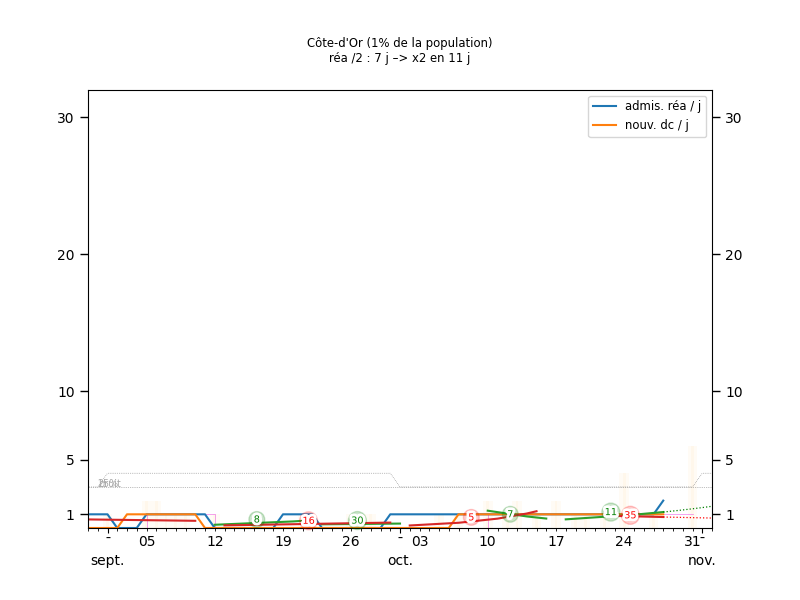 Côte-d'Or (1% de la population)
réa /2 : 7 j –> x2 en 11 j
admis. réa / j
nouv. dc / j
30 30
20 20
10 10
5 5
1 1
8 16 30 5 7 11 35
- 05 12 19 26 - 03 10 17 24 31 -
sept. oct. nov.